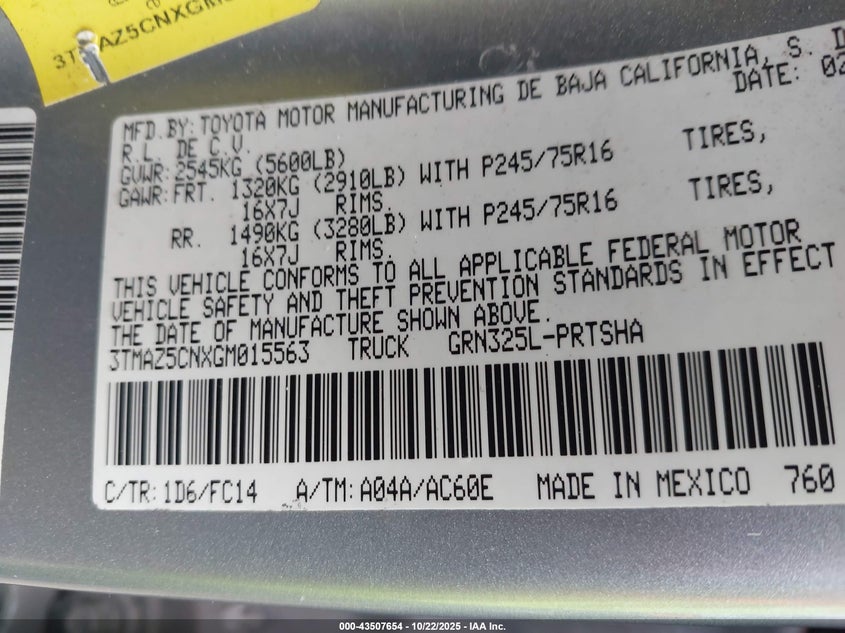 MFD. BY: TOYOTA MOTOR MANUFACTURING DE BAJA CALIFORNIA, S. D
R.L. DE C.V. DATE: 02
GVWR: 2545KG (5600LB)
GAWR: FRT. 1320KG (2910LB) WITH P245/75R16 TIRES,
16X7J RIMS.
RR. 1490KG (3280LB) WITH P245/75R16 TIRES,
16X7J RIMS.
THIS VEHICLE CONFORMS TO ALL APPLICABLE FEDERAL MOTOR
VEHICLE SAFETY AND THEFT PREVENTION STANDARDS IN EFFECT
THE DATE OF MANUFACTURE SHOWN ABOVE.
3TMAZ5CNXGM015563 TRUCK GRN325L-PRTSHA
C/TR: 1D6/FC14 A/TM: A04A/AC60E MADE IN MEXICO 760
000-43507654 - 10/22/2025 - IAA Inc.